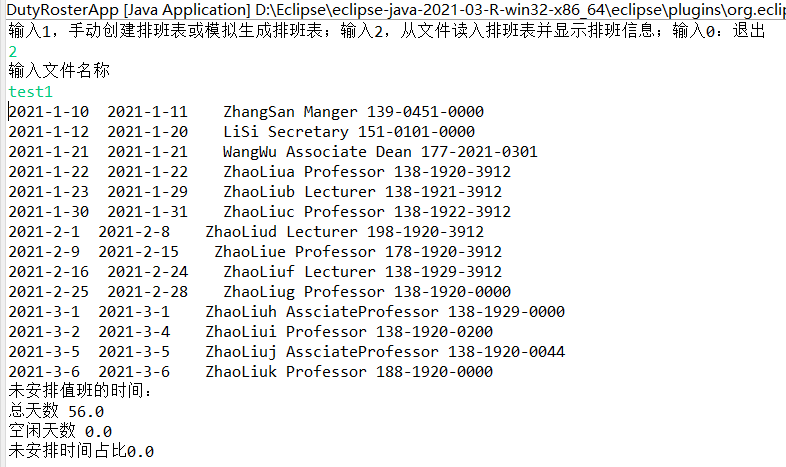 DutyRosterApp [Java Application] D:\Eclipse\eclipse-java-2021-03-R-win32-x86_64\eclipse\plugins\org.eclip
输入1，手动创建排班表或模拟生成排班表；输入2，从文件读入排班表并显示排班信息；输入0：退出
2
输入文件名称
test1
2021-1-10  2021-1-11    ZhangSan Manger 139-0451-0000
2021-1-12  2021-1-20    LiSi Secretary 151-0101-0000
2021-1-21  2021-1-21    WangWu Associate Dean 177-2021-0301
2021-1-22  2021-1-22    ZhaoLiua Professor 138-1920-3912
2021-1-23  2021-1-29    ZhaoLiub Lecturer 138-1921-3912
2021-1-30  2021-1-31    ZhaoLiuc Professor 138-1922-3912
2021-2-1  2021-2-8    ZhaoLiud Lecturer 198-1920-3912
2021-2-9  2021-2-15    ZhaoLiue Professor 178-1920-3912
2021-2-16  2021-2-24    ZhaoLiuf Lecturer 138-1929-3912
2021-2-25  2021-2-28    ZhaoLiug Professor 138-1920-0000
2021-3-1  2021-3-1    ZhaoLiuh AssciateProfessor 138-1929-0000
2021-3-2  2021-3-4    ZhaoLiui Professor 138-1920-0200
2021-3-5  2021-3-5    ZhaoLiuj AssciateProfessor 138-1920-0044
2021-3-6  2021-3-6    ZhaoLiuk Professor 188-1920-0000
未安排值班的时间：
总天数 56.0
空闲天数 0.0
未安排时间占比0.0